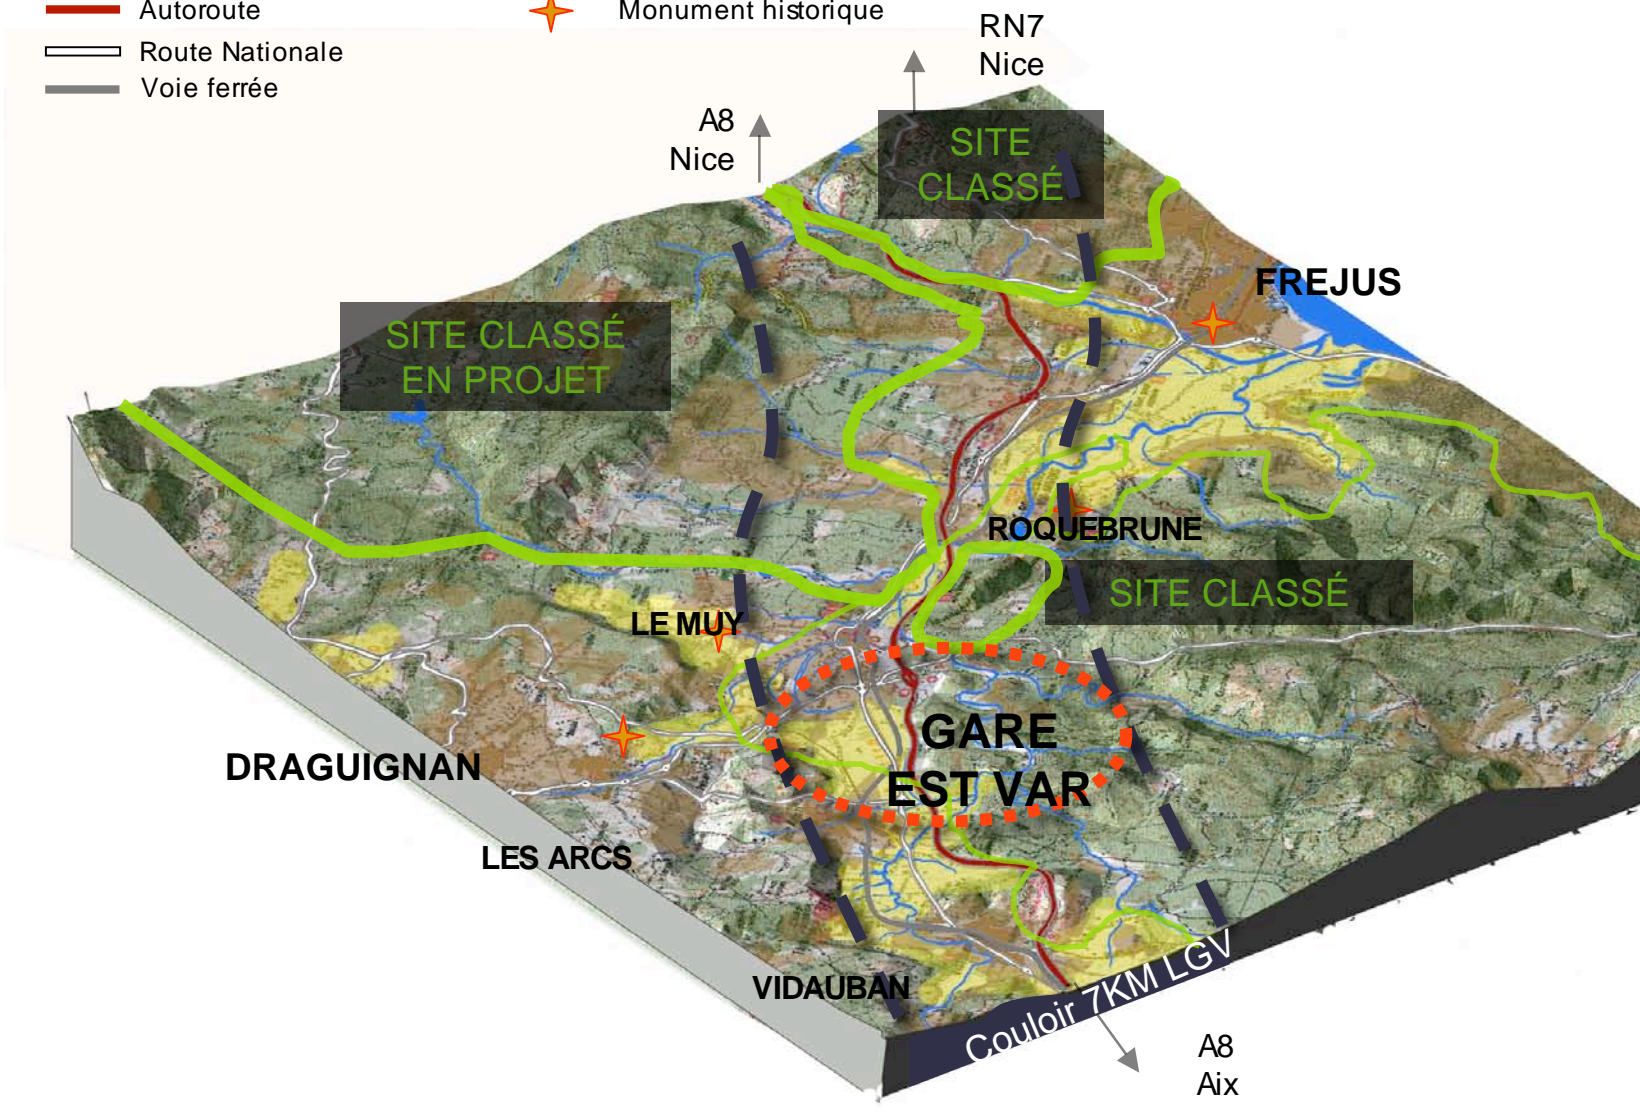 Autoroute
Monument historique
Route Nationale
Voie ferrée
RN7
Nice
A8
Nice
SITE
CLASSÉ
FREJUS
SITE CLASSÉ
EN PROJET
ROQUEBRUNE
SITE CLASSÉ
LE MUY
GARE
EST VAR
DRAGUIGNAN
LES ARCS
VIDAUBAN
Couloir 7KM LGV
A8
Aix